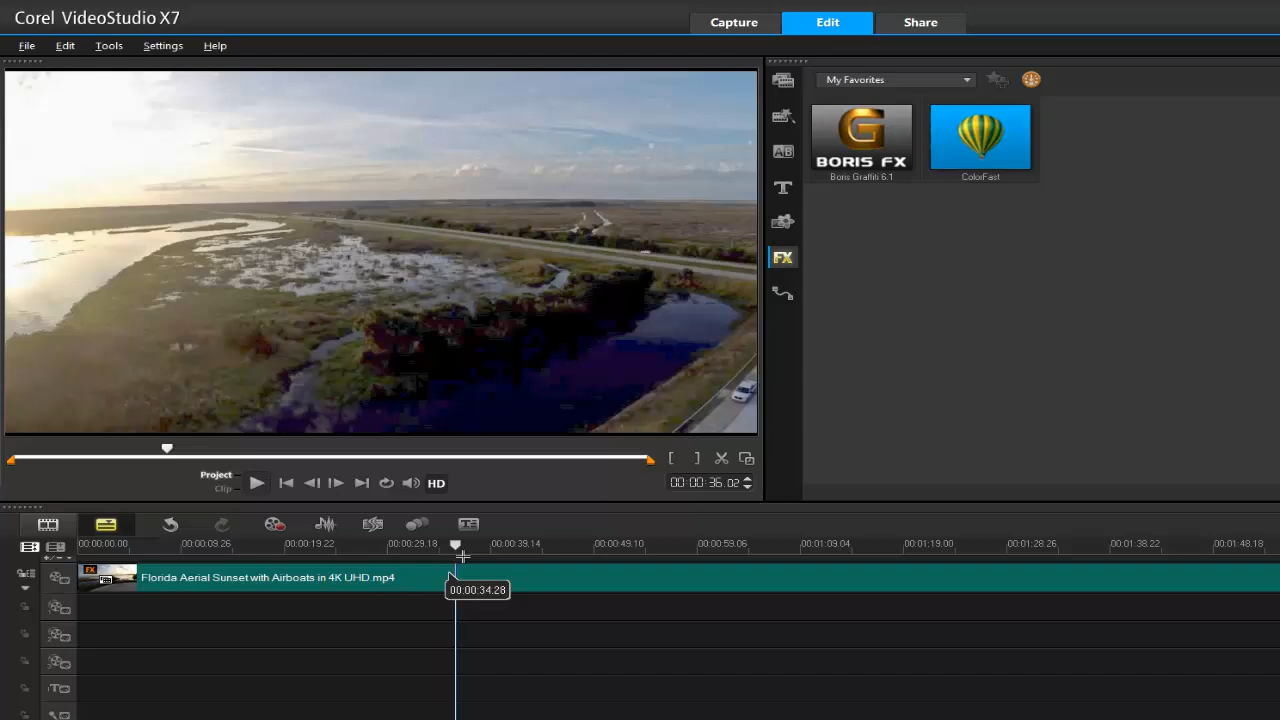 Corel VideoStudio X7
Capture Edit Share
File Edit Tools Settings Help
My Favorites
G
BORIS FX
Boris Graffiti 6.1 ColorFast
AB
T
FX
Project
Clip
HD
[ ]
00:00:36.02
00:00:00.00 00:00:09.26 00:00:19.22 00:00:29.18 00:00:39.14 00:00:49.10 00:00:59.06 00:01:09.04 00:01:19.00 00:01:28.26 00:01:38.22 00:01:48.18
FX Florida Aerial Sunset with Airboats in 4K UHD.mp4
00:00:34.28